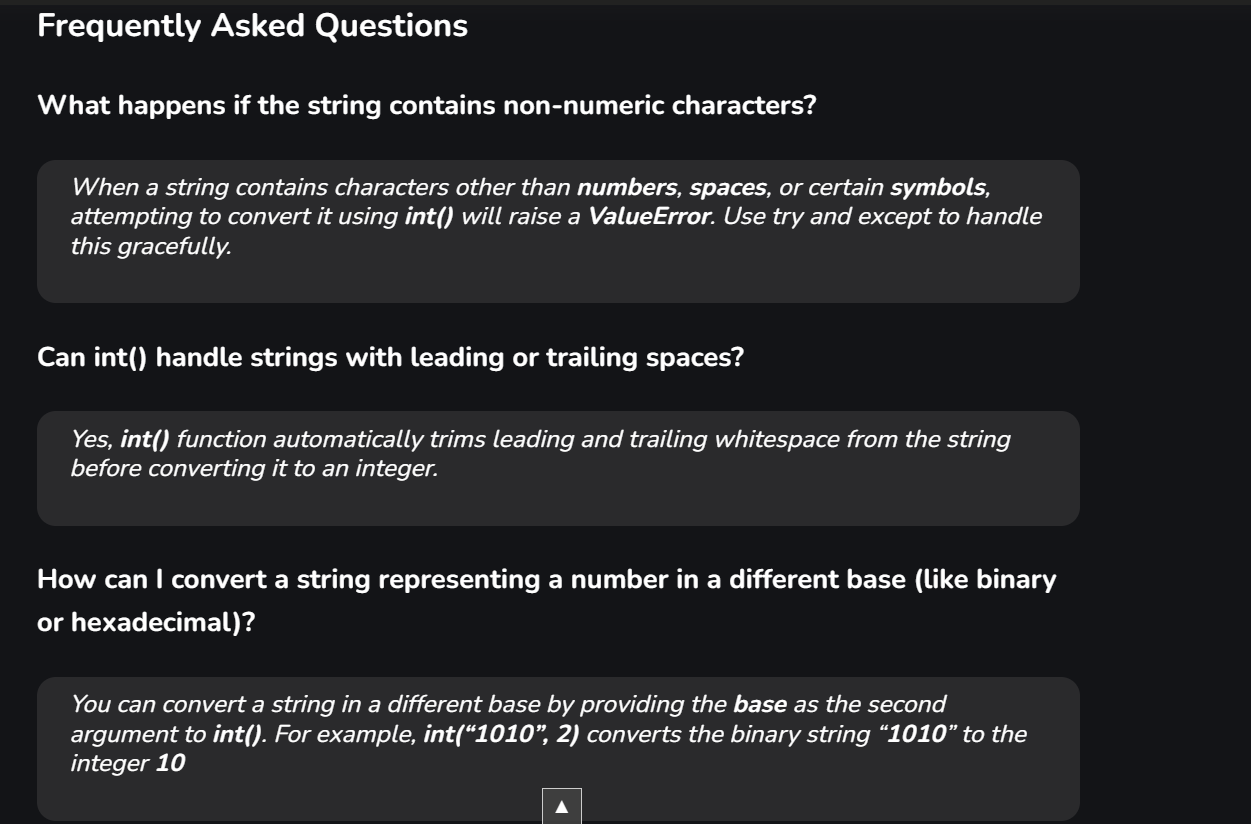 Frequently Asked Questions
What happens if the string contains non-numeric characters?
When a string contains characters other than numbers, spaces, or certain symbols,
attempting to convert it using int() will raise a ValueError. Use try and except to handle
this gracefully.
Can int() handle strings with leading or trailing spaces?
Yes, int() function automatically trims leading and trailing whitespace from the string
before converting it to an integer.
How can I convert a string representing a number in a different base (like binary
or hexadecimal)?
You can convert a string in a different base by providing the base as the second
argument to int(). For example, int(“1010”, 2) converts the binary string “1010” to the
integer 10